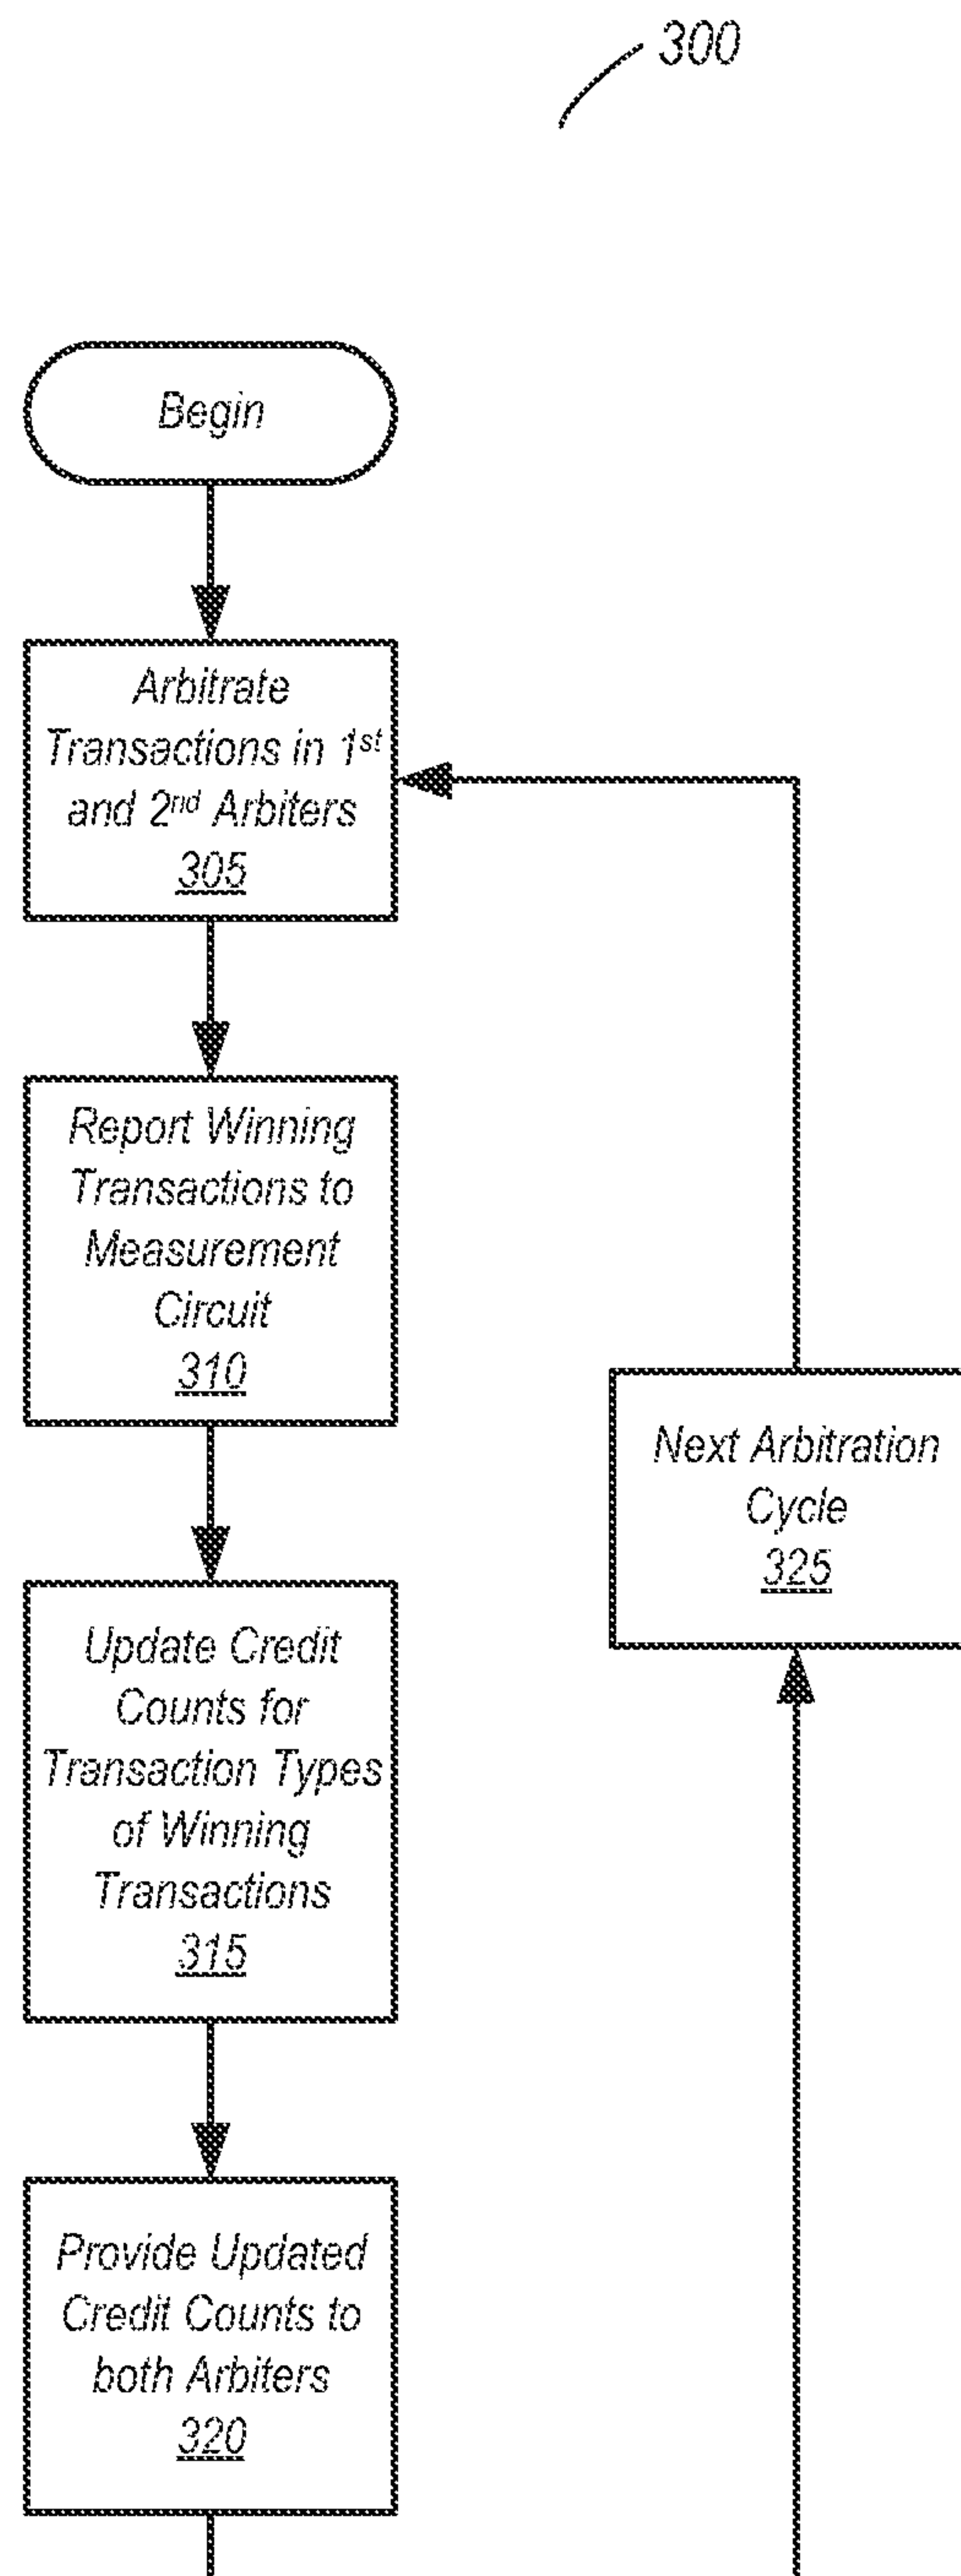 300
Begin
Arbitrate
Transactions in 1st
and 2nd Arbiters
305
Report Winning
Transactions to
Measurement
Circuit
310
Update Credit
Counts for
Transaction Types
of Winning
Transactions
315
Provide Updated
Credit Counts to
both Arbiters
320
Next Arbitration
Cycle
325